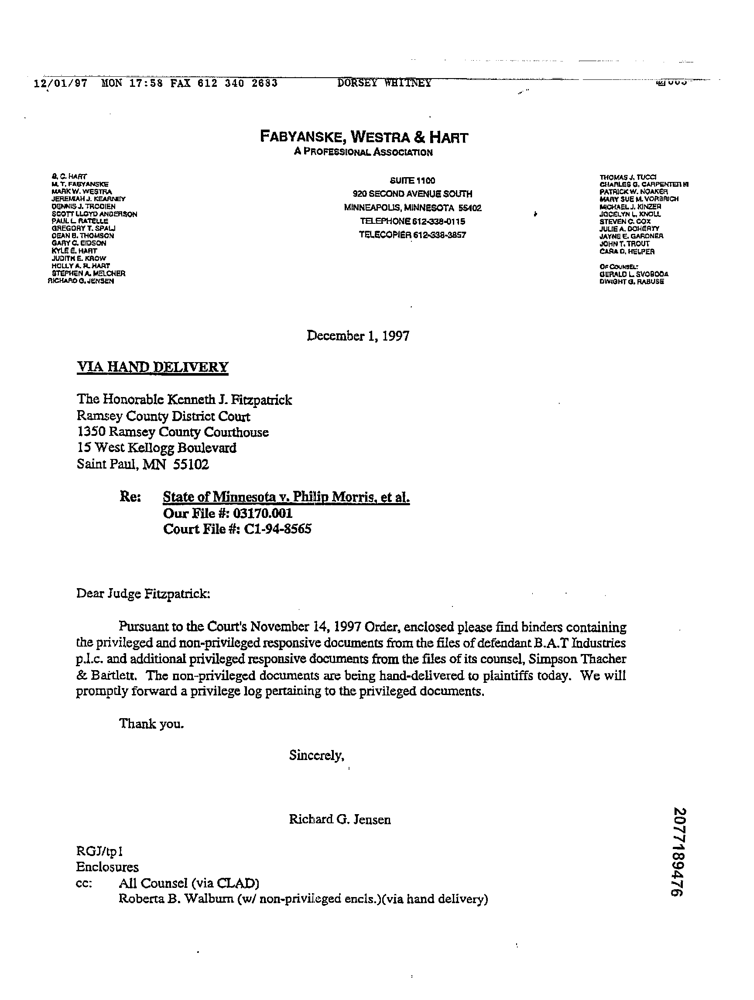 12/01/97 MON 17:58 FAX 612 340 2683 DORSEY WHITNEY
FABYANSKE, WESTRA & HART
A PROFESSIONAL ASSOCIATION
B. C. HART
M. T. FABYANSKE
MARK W. WESTRA
JEREMIAH J. KEARNEY
DENNIS J. TROOIEN
SCOTT LLOYD ANDERSON
PAUL L. RATELLE
GREGORY T. SPALJ
DEAN B. THOMSON
GARY C. EIDSON
KYLE E. HART
JUDITH E. KROW
HOLLY A. R. HART
STEPHEN A. MELCHER
RICHARD G. JENSEN
SUITE 1100
920 SECOND AVENUE SOUTH
MINNEAPOLIS, MINNESOTA 55402
TELEPHONE 612-338-0115
TELECOPIER 612-338-3857
THOMAS J. TUCCI
CHARLES G. CARPENTER III
PATRICK W. NOAKER
MARY SUE M. VORBRICH
MICHAEL J. KINZER
JOCELYN L. KNOLL
STEVEN C. COX
JULIE A. DOHERTY
JAYNE E. GARDNER
JOHN T. TROUT
CARA D. HELPER
OF COUNSEL:
GERALD L. SVOBODA
DWIGHT G. RABUSE
December 1, 1997
VIA HAND DELIVERY
The Honorable Kenneth J. Fitzpatrick
Ramsey County District Court
1350 Ramsey County Courthouse
15 West Kellogg Boulevard
Saint Paul, MN 55102
Re: State of Minnesota v. Philip Morris, et al.
Our File #: 03170.001
Court File #: C1-94-8565
Dear Judge Fitzpatrick:
Pursuant to the Court's November 14, 1997 Order, enclosed please find binders containing
the privileged and non-privileged responsive documents from the files of defendant B.A.T Industries
p.l.c. and additional privileged responsive documents from the files of its counsel, Simpson Thacher
& Bartlett. The non-privileged documents are being hand-delivered to plaintiffs today. We will
promptly forward a privilege log pertaining to the privileged documents.
Thank you.
Sincerely,
Richard G. Jensen
RGJ/tp1
Enclosures
cc: All Counsel (via CLAD)
Roberta B. Walburn (w/ non-privileged encls.)(via hand delivery)
2077189476